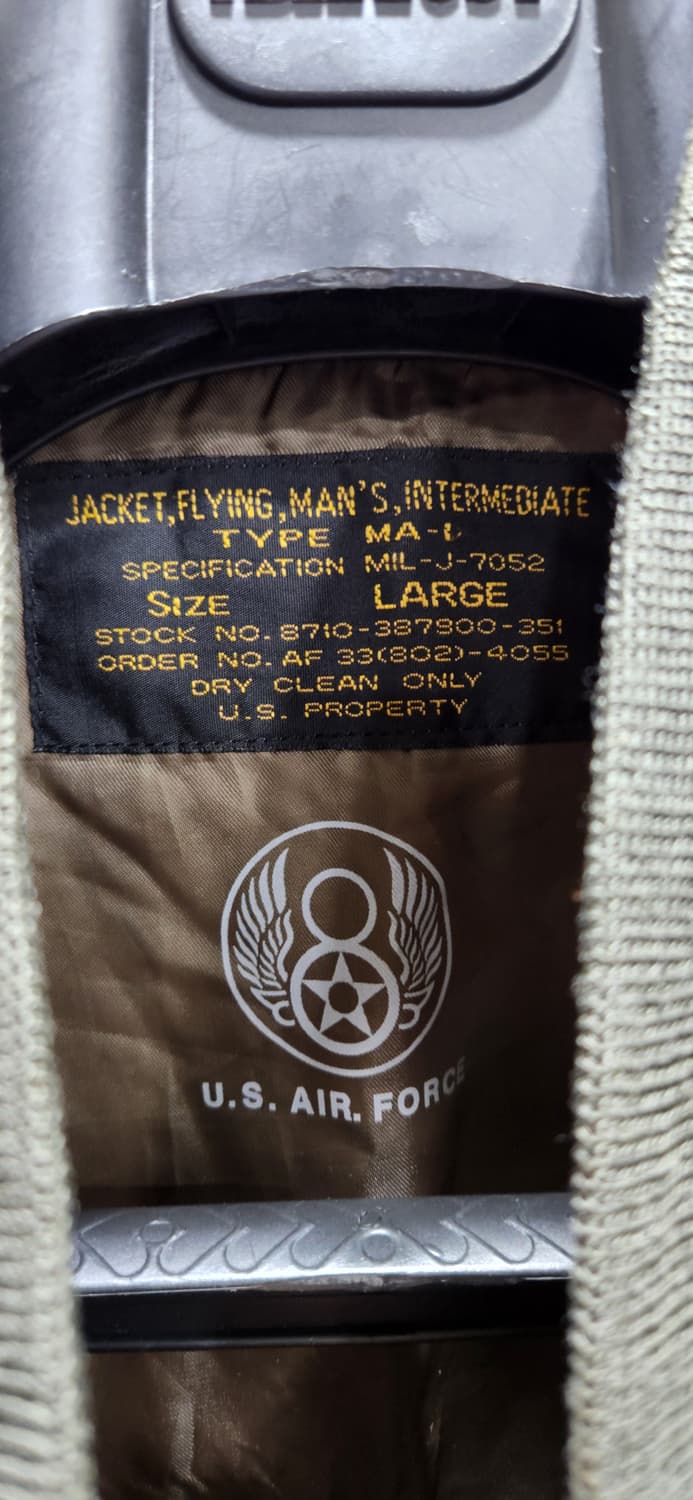 JACKET,FLYING,MAN'S,INTERMEDIATE
TYPE MA-
SPECIFICATION MIL-J-7052
SIZE LARGE
STOCK NO. 8710-387800-351
ORDER NO. AF 33(802)-4055
DRY CLEAN ONLY
U.S. PROPERTY
8
U.S. AIR. FORCE